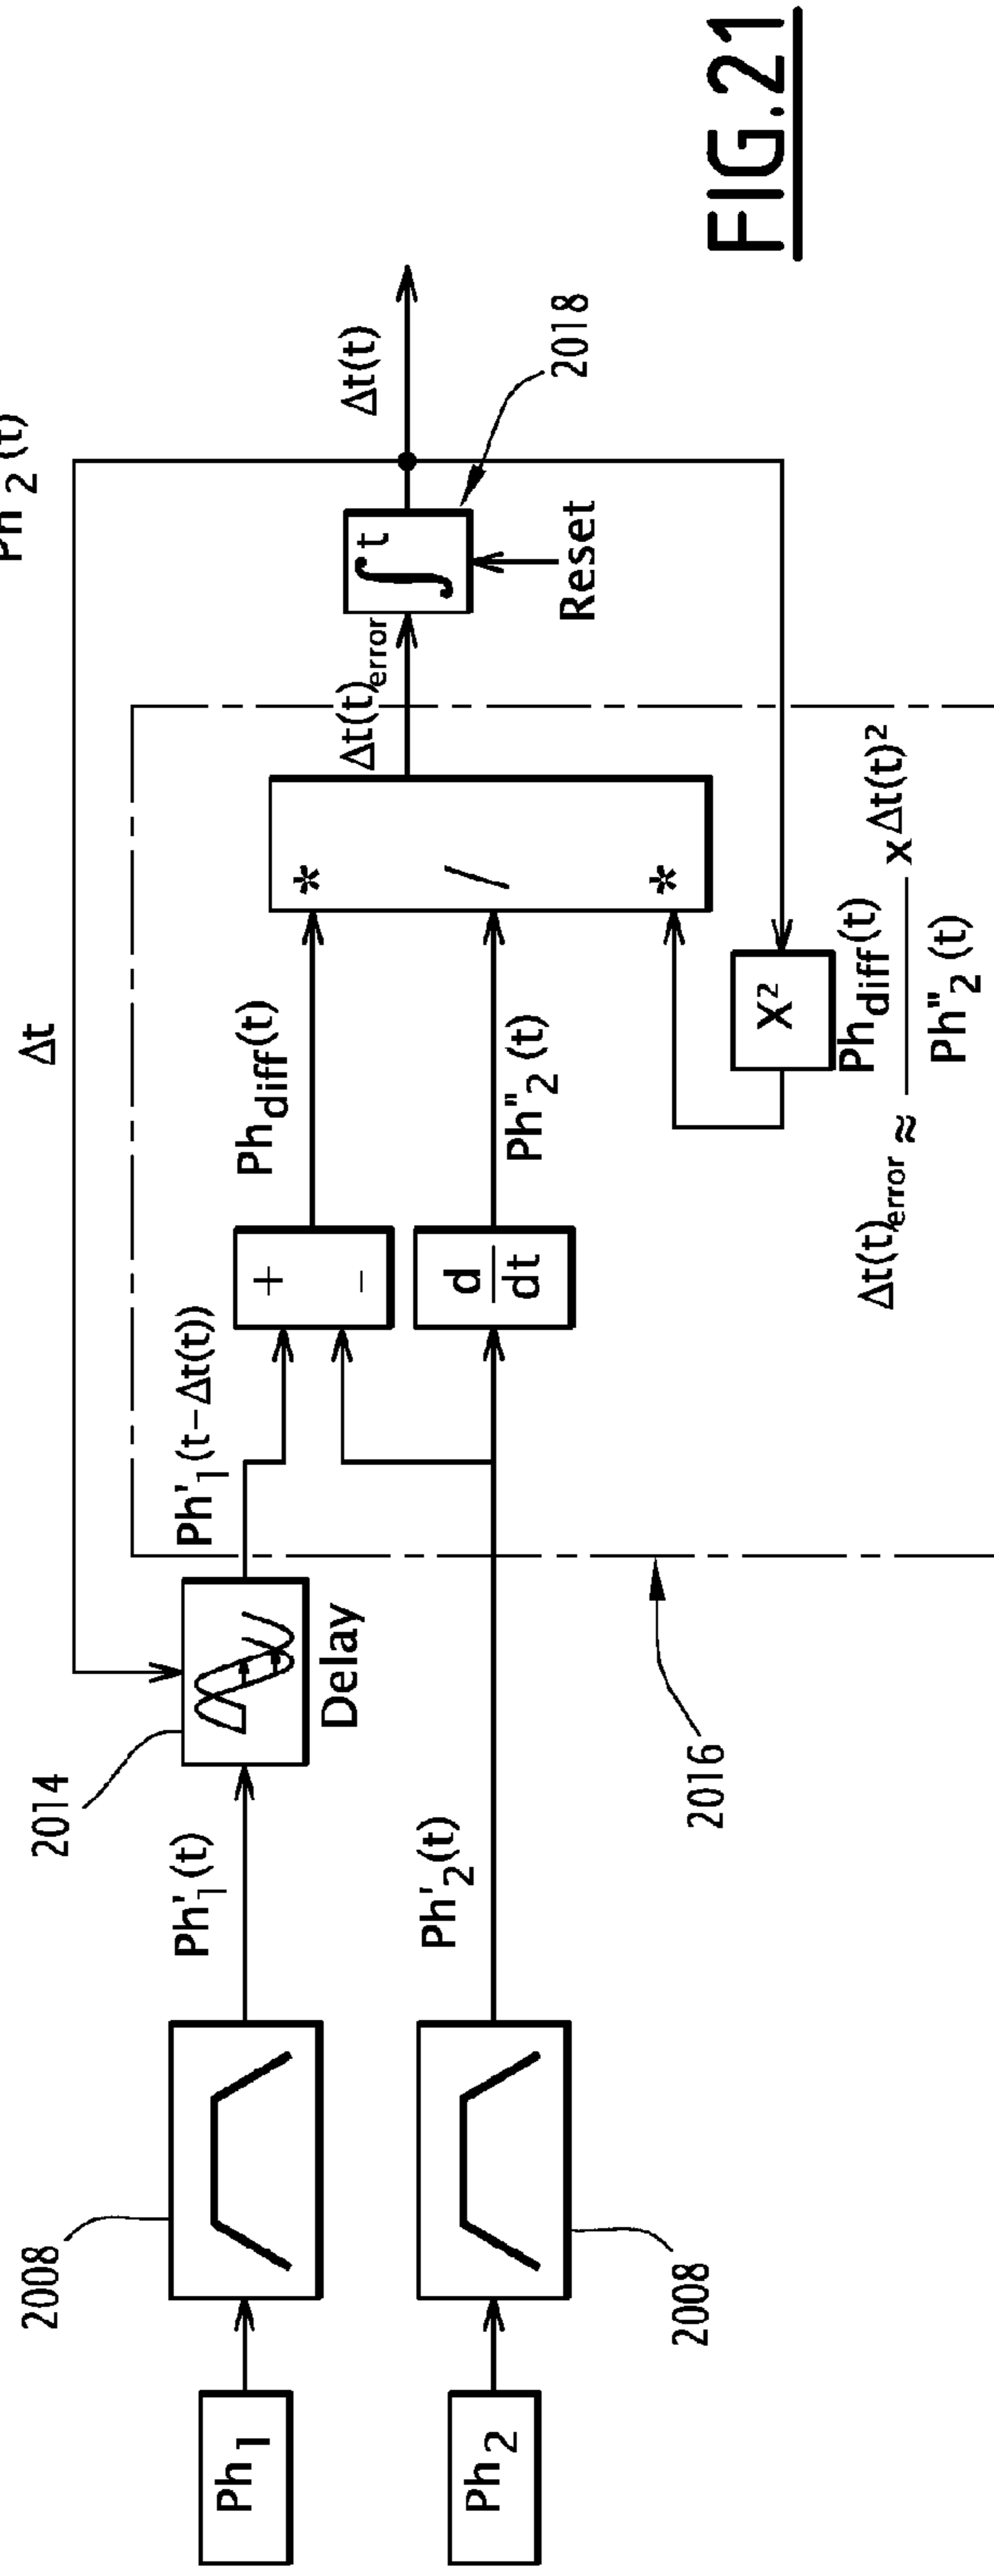 Ph 2 (t)
Δt
2008
2014
Ph'1(t)
Ph'1(t-Δt(t))
Phdiff(t)
Δt(t)error
Δt(t)
Ph1
Delay
+
-
*
/
*
∫t
Reset
2018
Ph2
Ph'2(t)
d
dt
Ph"2(t)
2008
2016
X²
Δt(t)error ≈ Phdiff(t) x Δt(t)²
Ph"2(t)
FIG.21